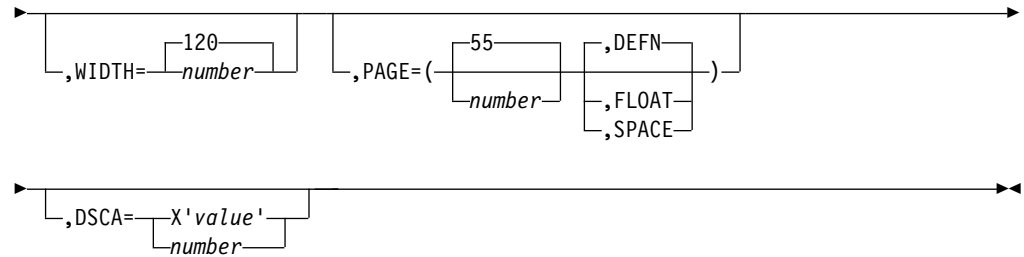 120
,WIDTH= number
55 ,DEFN
,PAGE=( )
number ,FLOAT
,SPACE
,DSCA= X'value'
number